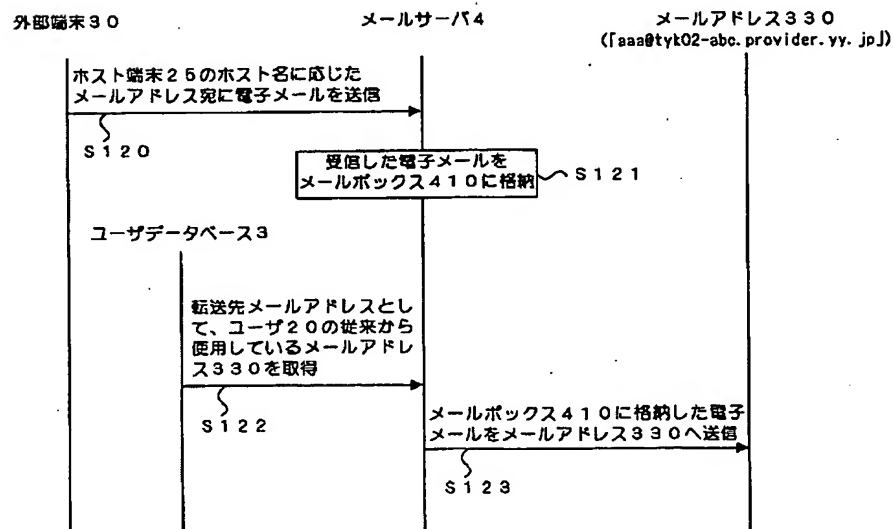 外部端末30
メールサーバ4
メールアドレス330
(「aaa@tyk02-abc.provider.yy.jp」)
ホスト端末25のホスト名に応じた
メールアドレス宛に電子メールを送信
S120
受信した電子メールを
メールボックス410に格納
S121
ユーザデータベース3
転送先メールアドレスとし
て、ユーザ20の従来から
使用しているメールアドレ
ス330を取得
S122
メールボックス410に格納した電子
メールをメールアドレス330へ送信
S123